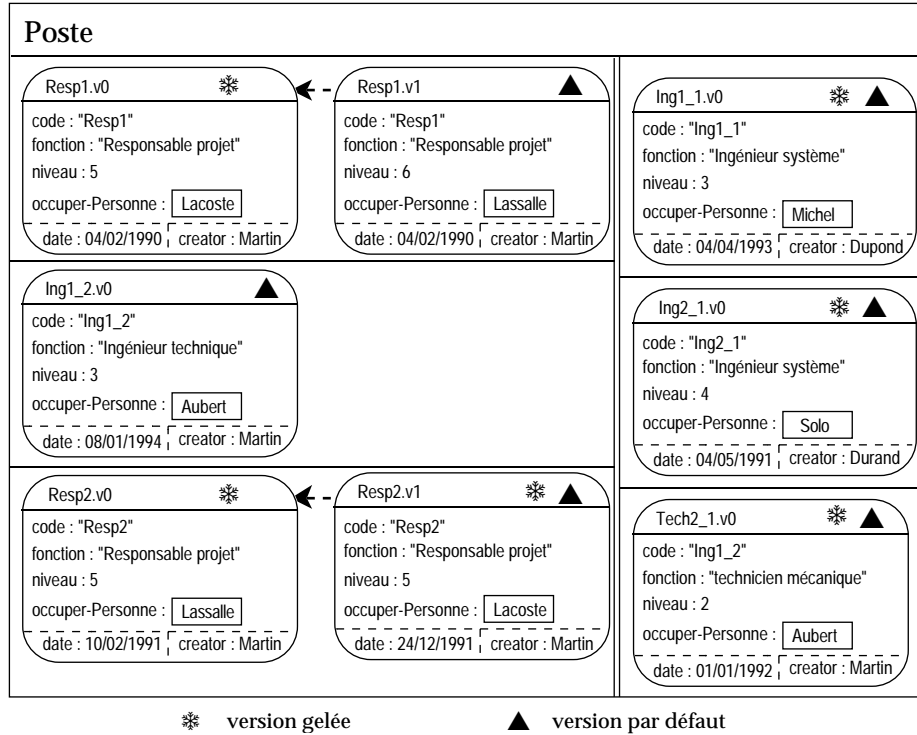 Poste
Resp1.v0
code : "Resp1"
fonction : "Responsable projet"
niveau : 5
occuper-Personne : Lacoste
date : 04/02/1990 creator : Martin
Resp1.v1
code : "Resp1"
fonction : "Responsable projet"
niveau : 6
occuper-Personne : Lassalle
date : 04/02/1990 creator : Martin
Ing1_1.v0
code : "Ing1_1"
fonction : "Ingénieur système"
niveau : 3
occuper-Personne : Michel
date : 04/04/1993 creator : Dupond
Ing1_2.v0
code : "Ing1_2"
fonction : "Ingénieur technique"
niveau : 3
occuper-Personne : Aubert
date : 08/01/1994 creator : Martin
Ing2_1.v0
code : "Ing2_1"
fonction : "Ingénieur système"
niveau : 4
occuper-Personne : Solo
date : 04/05/1991 creator : Durand
Resp2.v0
code : "Resp2"
fonction : "Responsable projet"
niveau : 5
occuper-Personne : Lassalle
date : 10/02/1991 creator : Martin
Resp2.v1
code : "Resp2"
fonction : "Responsable projet"
niveau : 5
occuper-Personne : Lacoste
date : 24/12/1991 creator : Martin
Tech2_1.v0
code : "Ing1_2"
fonction : "technicien mécanique"
niveau : 2
occuper-Personne : Aubert
date : 01/01/1992 creator : Martin
version gelée
version par défaut